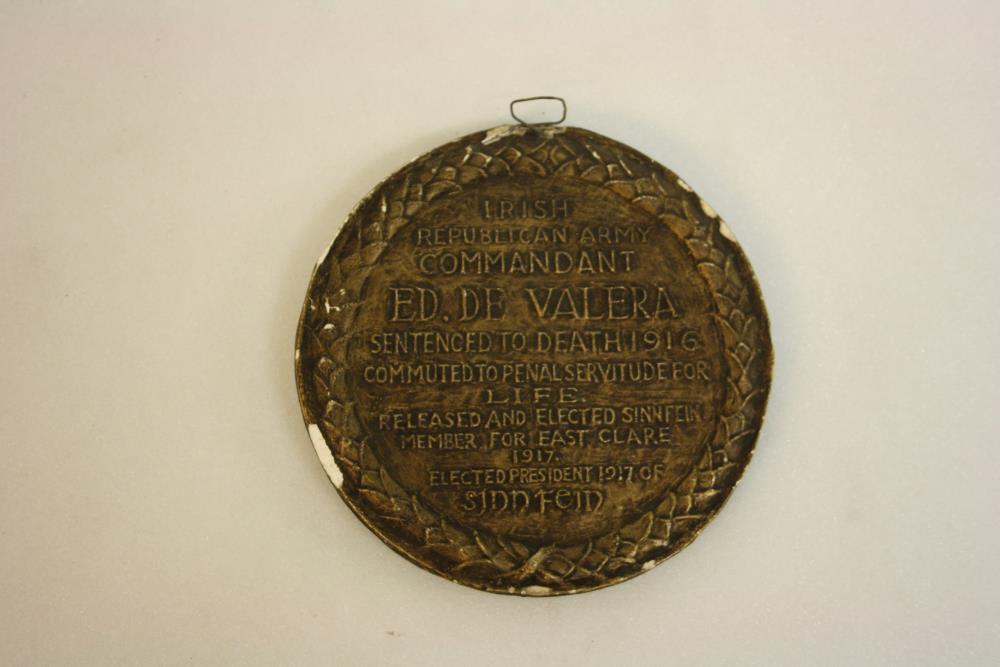 IRISH
REPUBLICAN ARMY
COMMANDANT
ED. DE VALERA
SENTENCED TO DEATH 1916
COMMUTED TO PENAL SERVITUDE FOR
LIFE.
RELEASED AND ELECTED SINN FEIN
MEMBER FOR EAST CLARE
1917.
ELECTED PRESIDENT 1917 OF
SINN FEIN